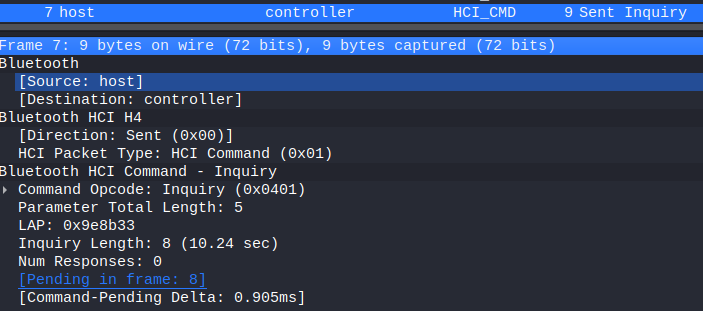 7 host controller HCI_CMD 9 Sent Inquiry
Frame 7: 9 bytes on wire (72 bits), 9 bytes captured (72 bits)
Bluetooth
[Source: host]
[Destination: controller]
Bluetooth HCI H4
[Direction: Sent (0x00)]
HCI Packet Type: HCI Command (0x01)
Bluetooth HCI Command - Inquiry
Command Opcode: Inquiry (0x0401)
Parameter Total Length: 5
LAP: 0x9e8b33
Inquiry Length: 8 (10.24 sec)
Num Responses: 0
[Pending in frame: 8]
[Command-Pending Delta: 0.905ms]